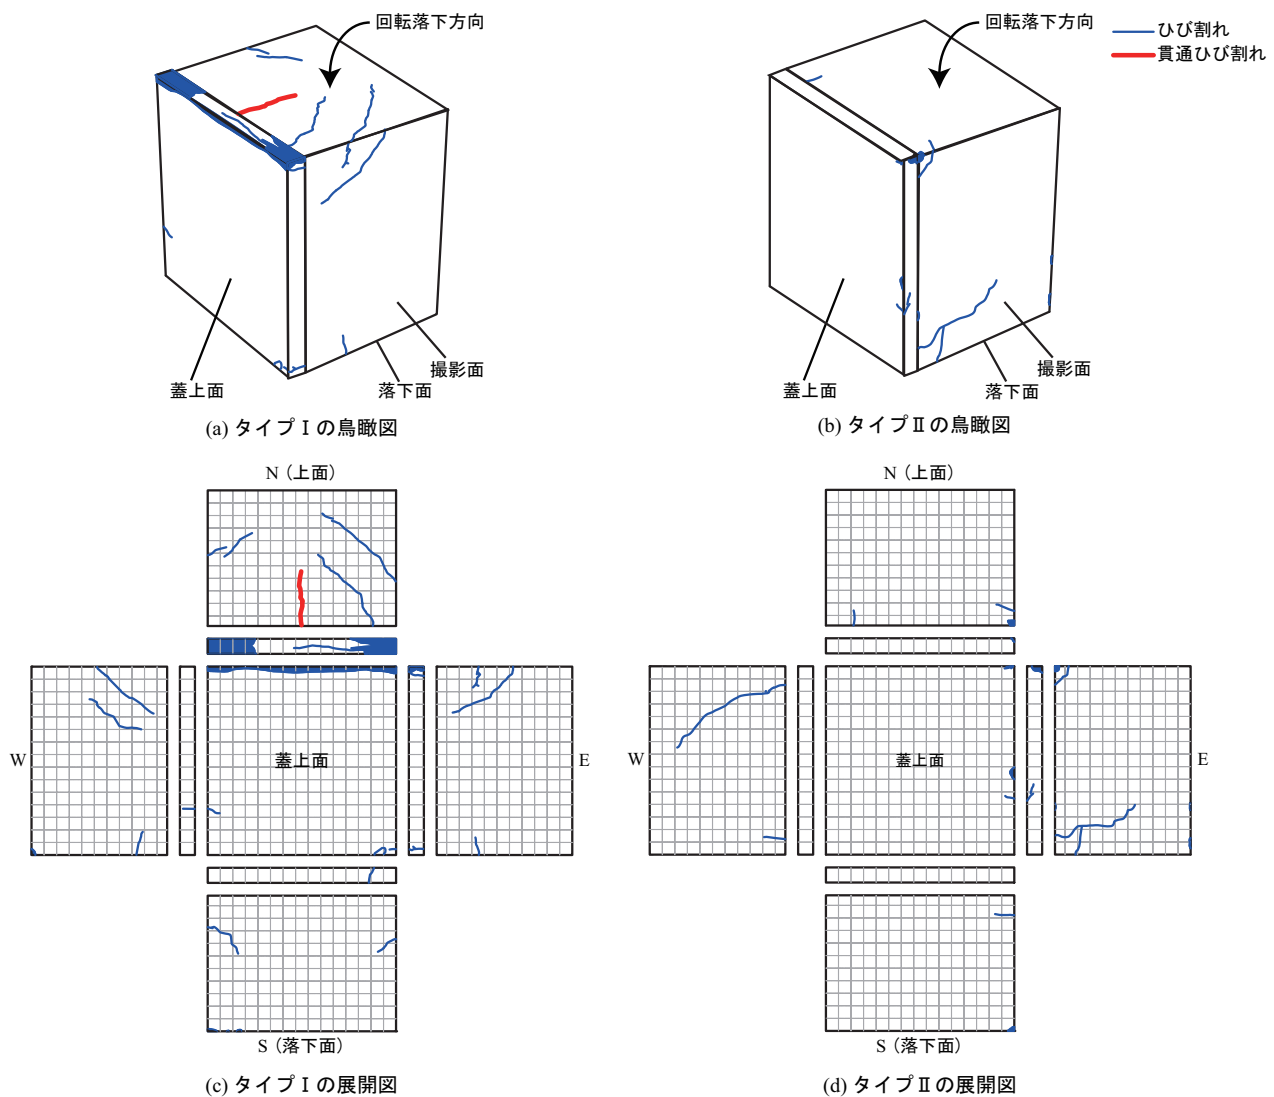 回転落下方向
蓋上面
撮影面
落下面
(a) タイプⅠの鳥瞰図
回転落下方向
ひび割れ
貫通ひび割れ
蓋上面
撮影面
落下面
(b) タイプⅡの鳥瞰図
N（上面）
W
蓋上面
E
S（落下面）
(c) タイプⅠの展開図
N（上面）
W
蓋上面
E
S（落下面）
(d) タイプⅡの展開図